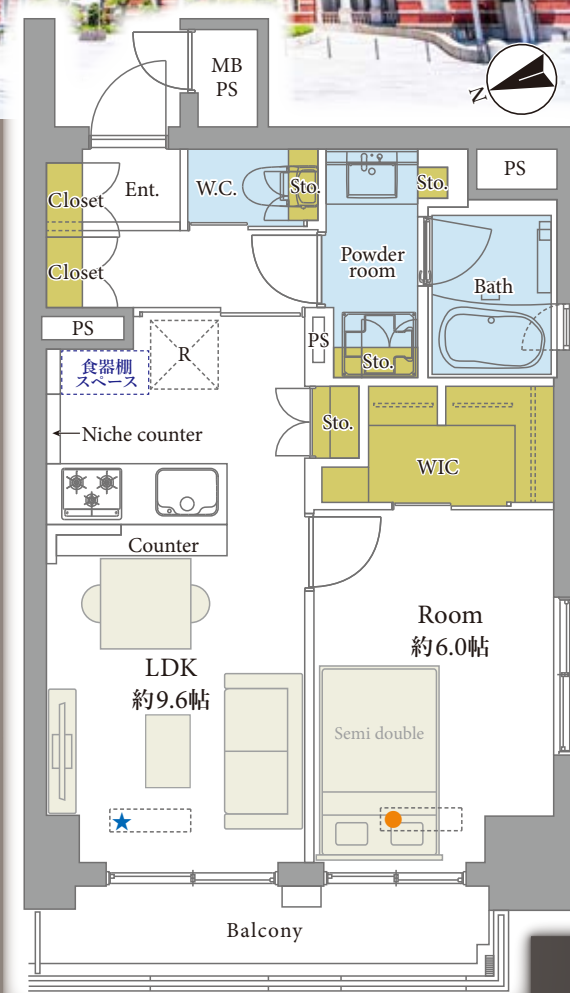 MB
PS
N
PS
Closet
Ent.
W.C.
Sto.
Sto.
Closet
Powder
room
Bath
PS
R
PS
Sto.
食器棚
スペース
Niche counter
Sto.
WIC
Counter
Room
約6.0帖
LDK
約9.6帖
Semi double
Balcony